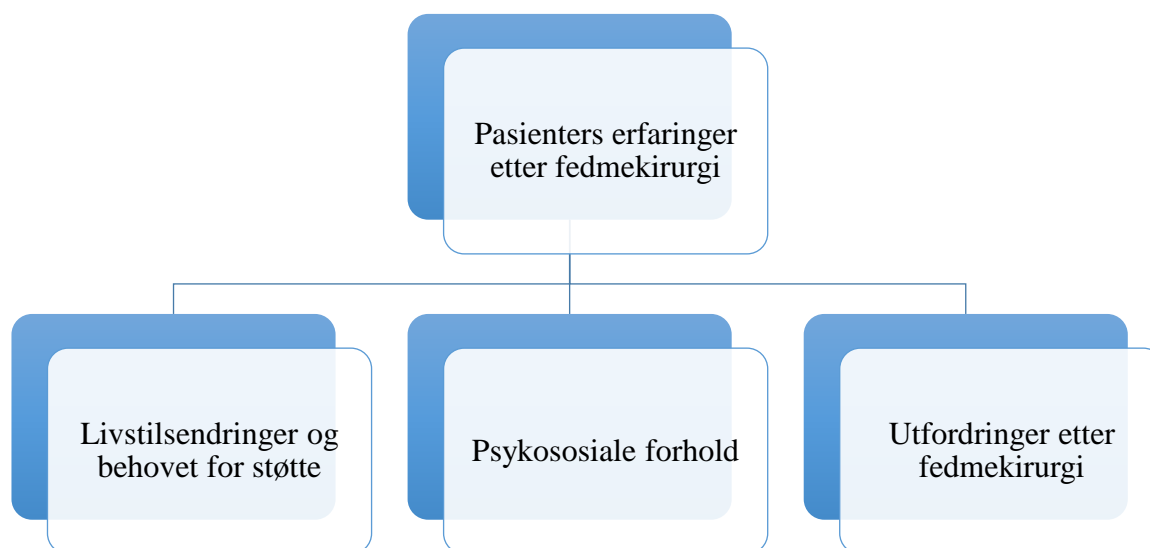 Pasienters erfaringer
etter fedmekirurgi
Livstilsendringer og
behovet for støtte
Psykososiale forhold
Utfordringer etter
fedmekirurgi